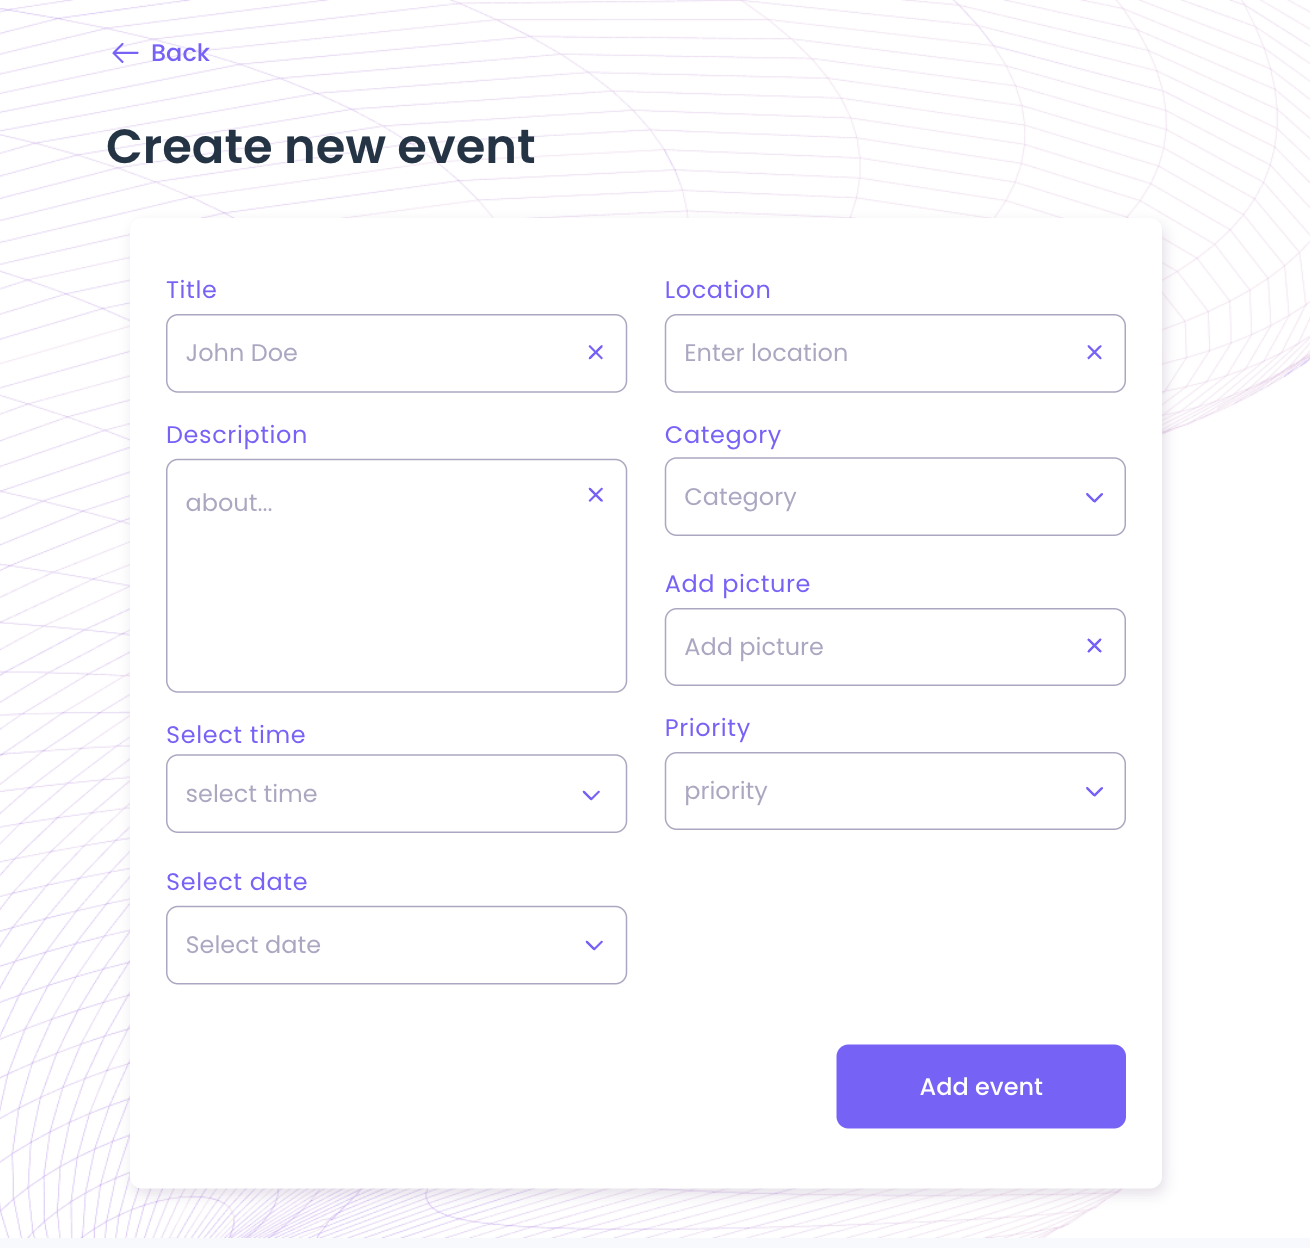 Back
Create new event
Title
John Doe
Description
about...
Select time
select time
Select date
Select date
Location
Enter location
Category
Category
Add picture
Add picture
Priority
priority
Add event